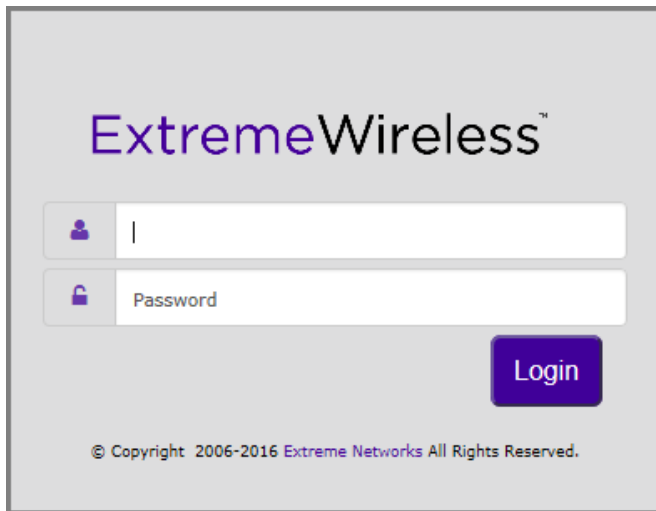 ExtremeWireless™
Password
Login
© Copyright 2006-2016 Extreme Networks All Rights Reserved.